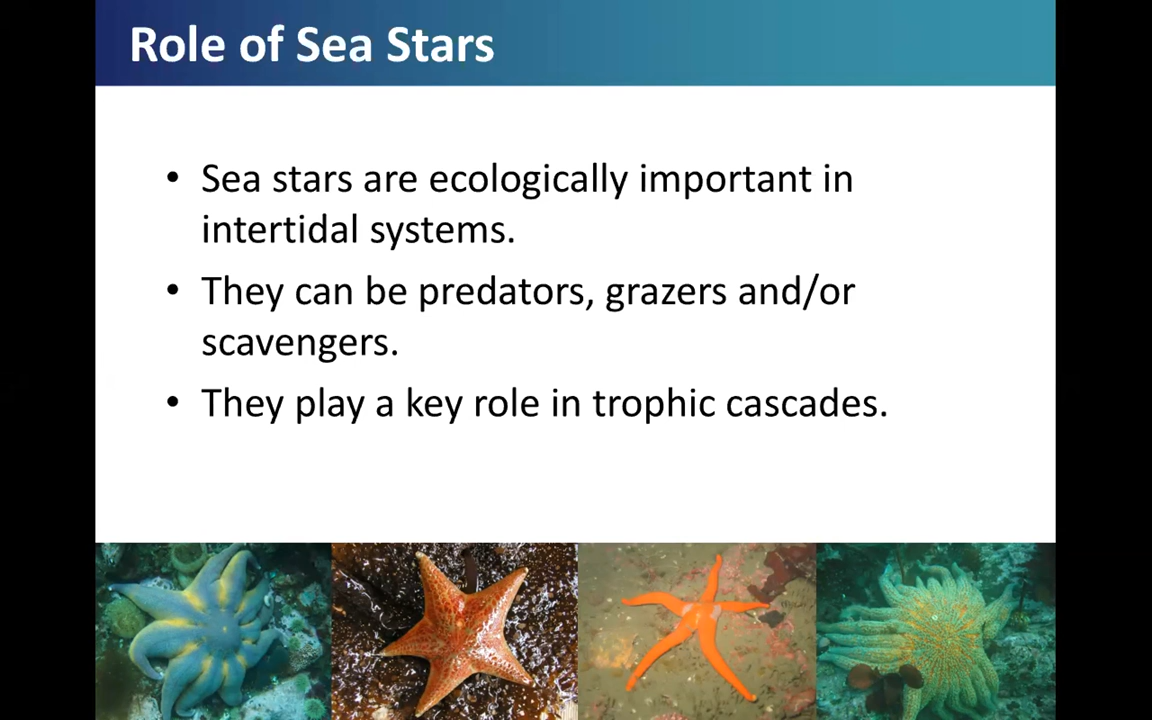 Role of Sea Stars
• Sea stars are ecologically important in
intertidal systems.
• They can be predators, grazers and/or
scavengers.
• They play a key role in trophic cascades.